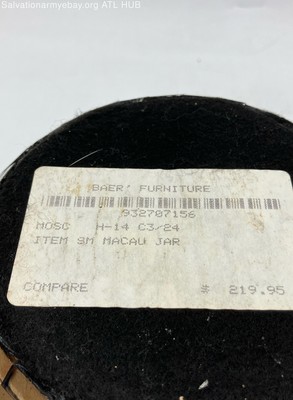 Salvationarmyebay.org ATL HUB
BAER' FURNITURE
932707156
MOSC H-14 C3/24
ITEM SM MACAU JAR
COMPARE $ 219.95